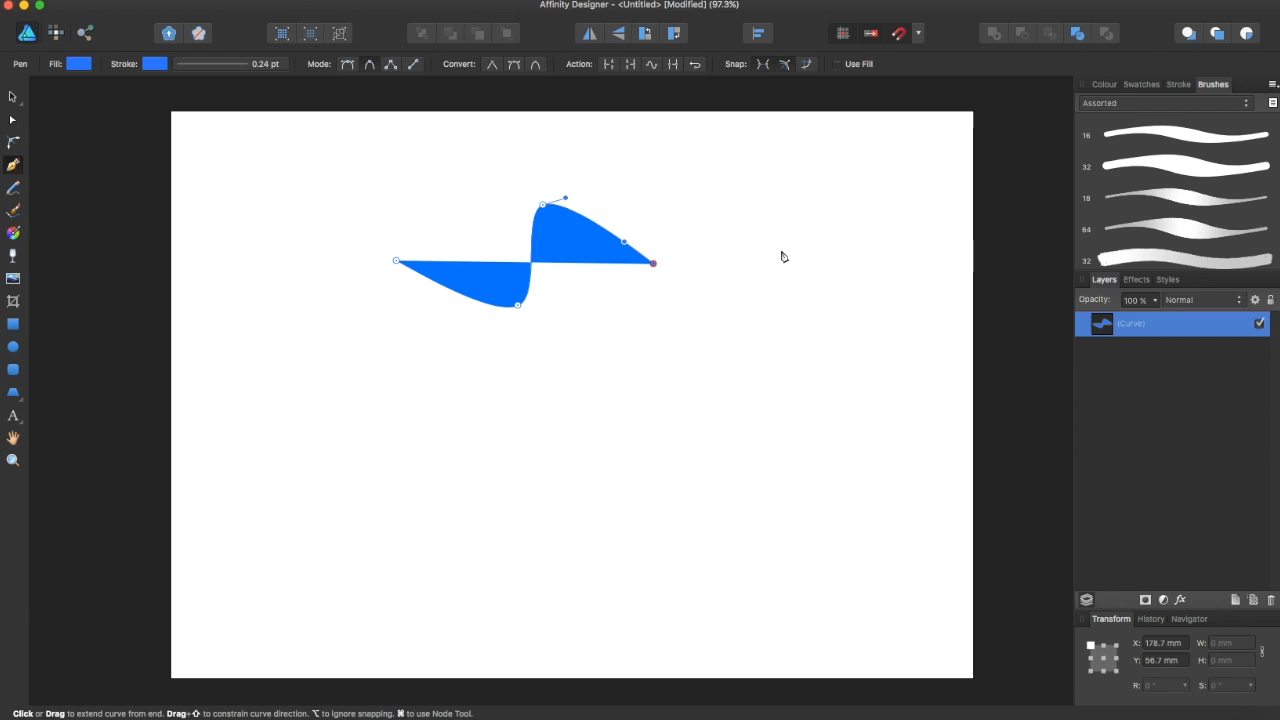 Affinity Designer - <Untitled> [Modified] (97.3%)
Pen Fill: Stroke: 0.24 pt Mode: Convert: Action: Snap: Use Fill
Colour Swatches Stroke Brushes
Assorted
16
32
18
64
32
Layers Effects Styles
Opacity: 100 % Normal
(Curve)
fx
Transform History Navigator
X: 178.7 mm W: 0 mm
Y: 56.7 mm H: 0 mm
R: 0 ° S: 0 °
Click or Drag to extend curve from end. Drag+⇧ to constrain curve direction. ⌥ to ignore snapping. ⌘ to use Node Tool.